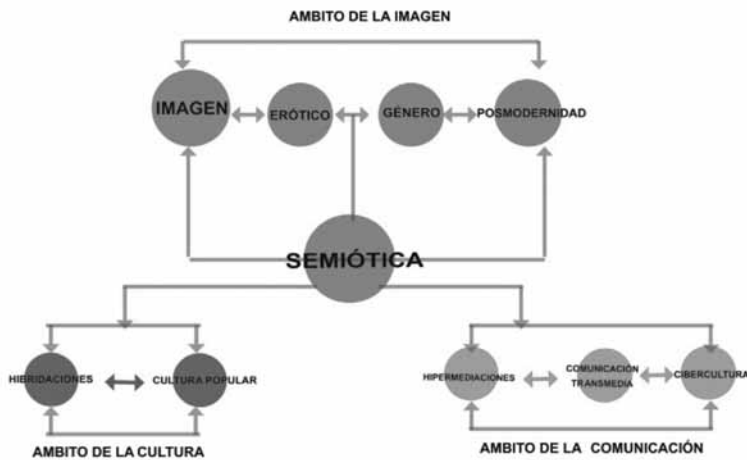 AMBITO DE LA IMAGEN
IMAGEN
ERÓTICO
GÉNERO
POSMODERNIDAD
SEMIÓTICA
HIBRIDACIONES
CULTURA POPULAR
HIPERMEDIACIONES
COMUNICACIÓN
TRANSMEDIA
CIBERCULTURA
AMBITO DE LA CULTURA
AMBITO DE LA COMUNICACIÓN